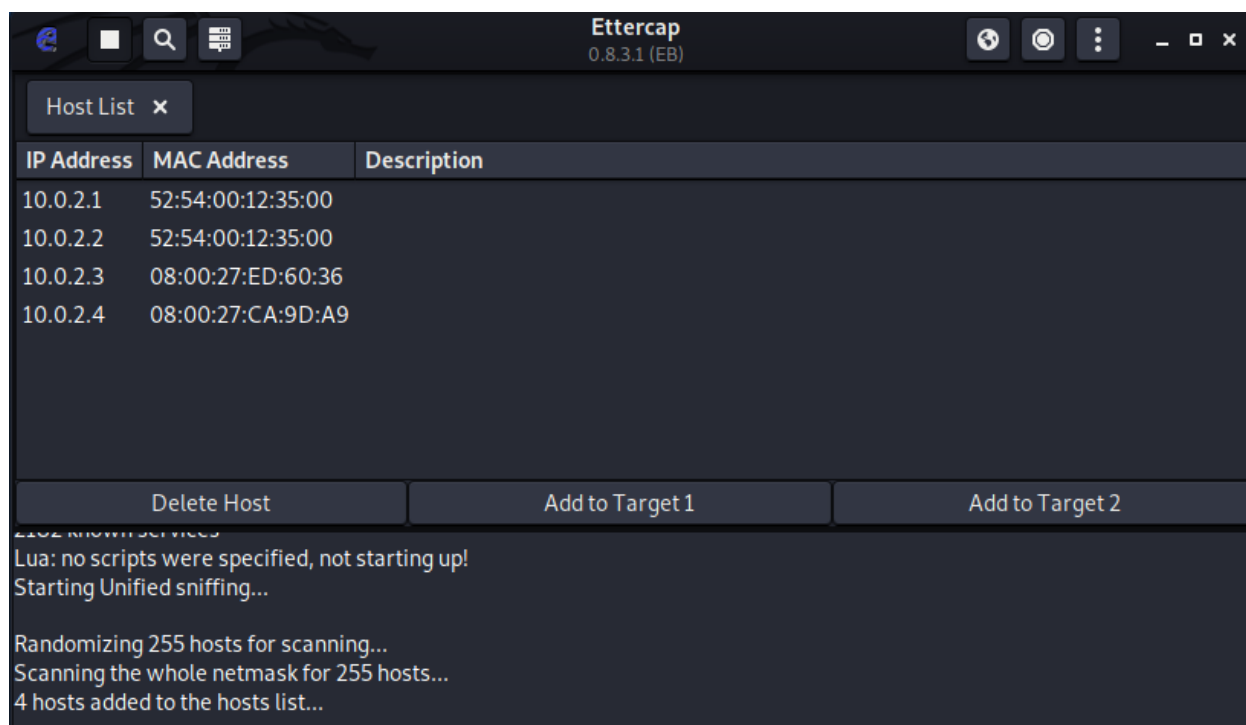 Ettercap
0.8.3.1 (EB)
Host List ×
IP Address MAC Address Description
10.0.2.1 52:54:00:12:35:00
10.0.2.2 52:54:00:12:35:00
10.0.2.3 08:00:27:ED:60:36
10.0.2.4 08:00:27:CA:9D:A9
Delete Host Add to Target 1 Add to Target 2
2182 known services
Lua: no scripts were specified, not starting up!
Starting Unified sniffing...
Randomizing 255 hosts for scanning...
Scanning the whole netmask for 255 hosts...
4 hosts added to the hosts list...